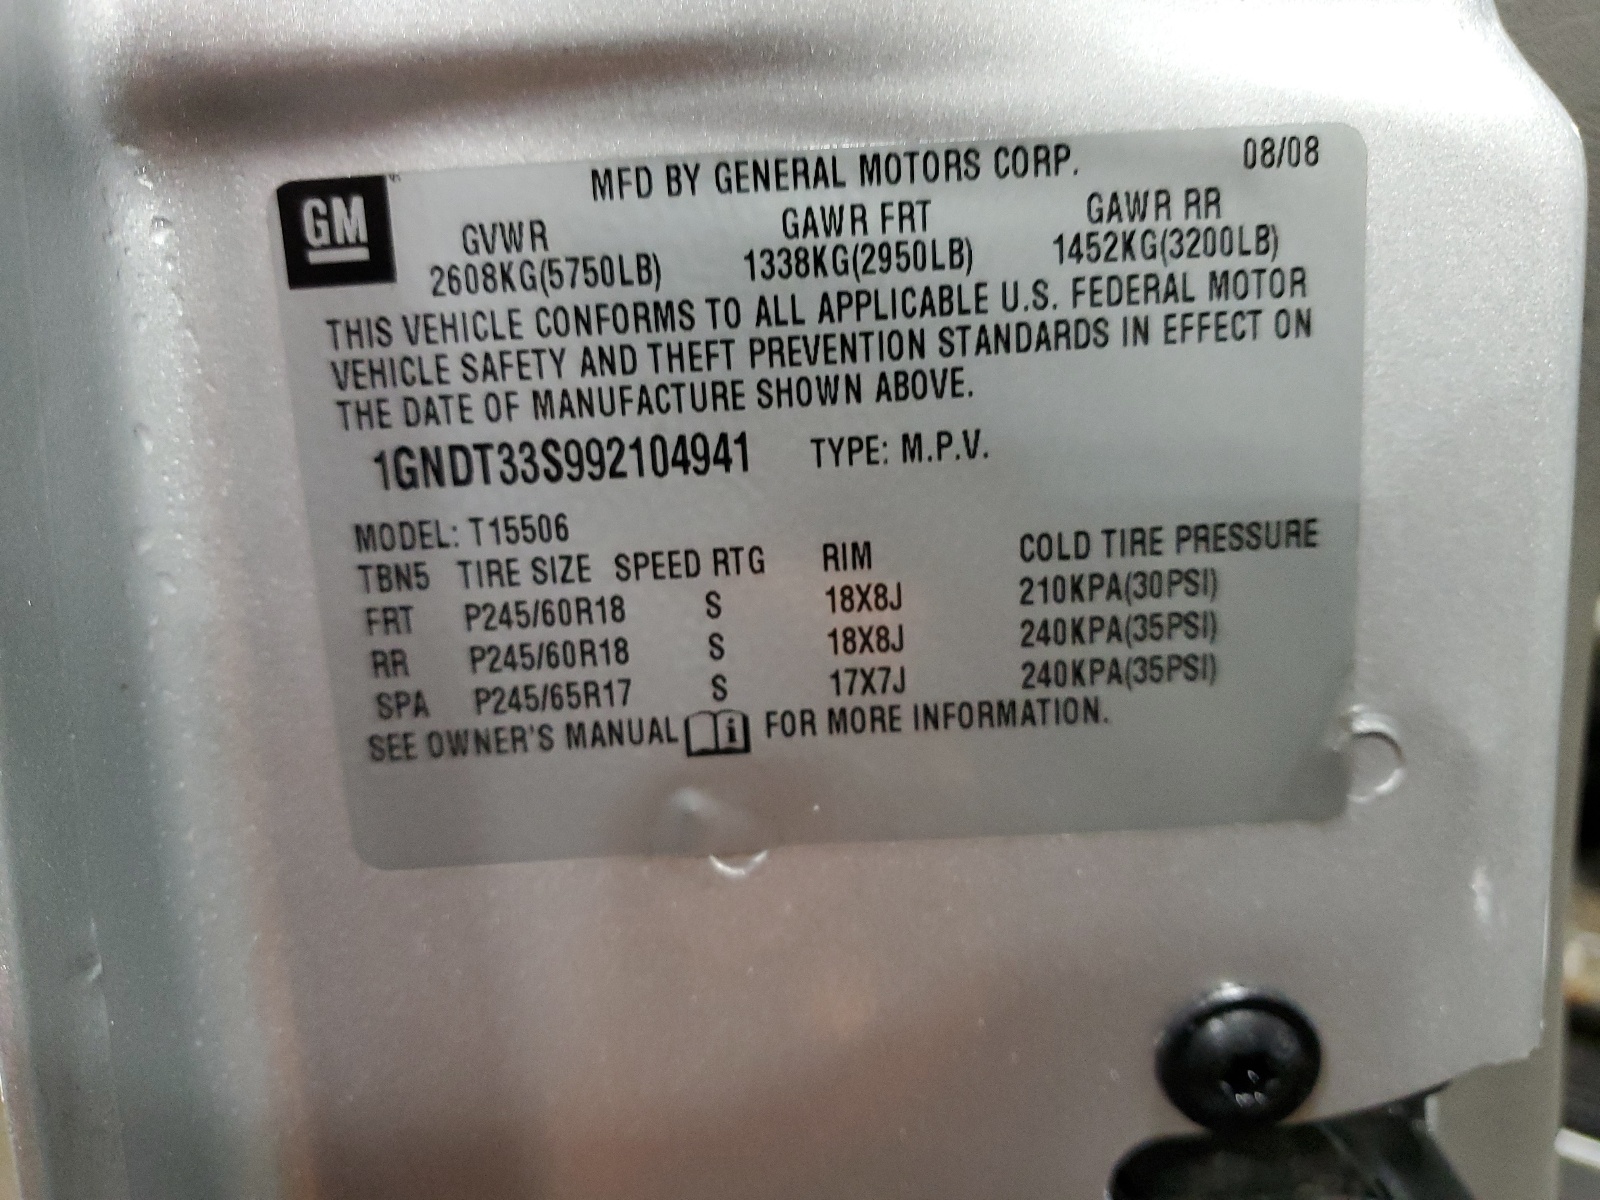 GM
MFD BY GENERAL MOTORS CORP. 08/08
GVWR GAWR FRT GAWR RR
2608KG(5750LB) 1338KG(2950LB) 1452KG(3200LB)
THIS VEHICLE CONFORMS TO ALL APPLICABLE U.S. FEDERAL MOTOR
VEHICLE SAFETY AND THEFT PREVENTION STANDARDS IN EFFECT ON
THE DATE OF MANUFACTURE SHOWN ABOVE.
1GNDT33S992104941 TYPE: M.P.V.
MODEL: T15506
TBN5 TIRE SIZE SPEED RTG RIM COLD TIRE PRESSURE
FRT P245/60R18 S 18X8J 210KPA(30PSI)
RR P245/60R18 S 18X8J 240KPA(35PSI)
SPA P245/65R17 S 17X7J 240KPA(35PSI)
SEE OWNER'S MANUAL i FOR MORE INFORMATION.